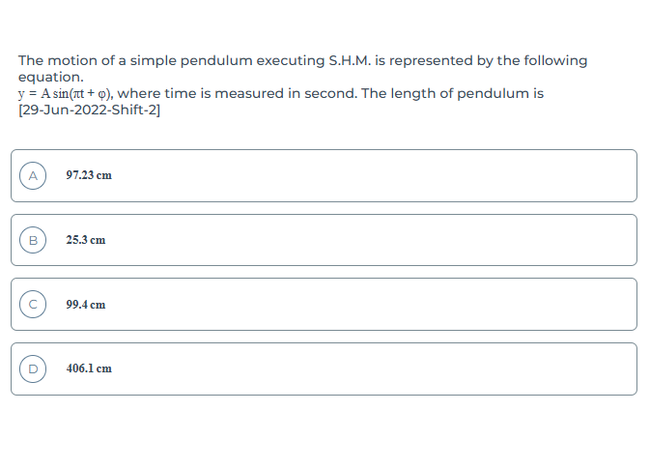 The motion of a simple pendulum executing S.H.M. is represented by the following
equation.
y = A sin(πt + φ), where time is measured in second. The length of pendulum is
[29-Jun-2022-Shift-2]
A 97.23 cm
B 25.3 cm
C 99.4 cm
D 406.1 cm